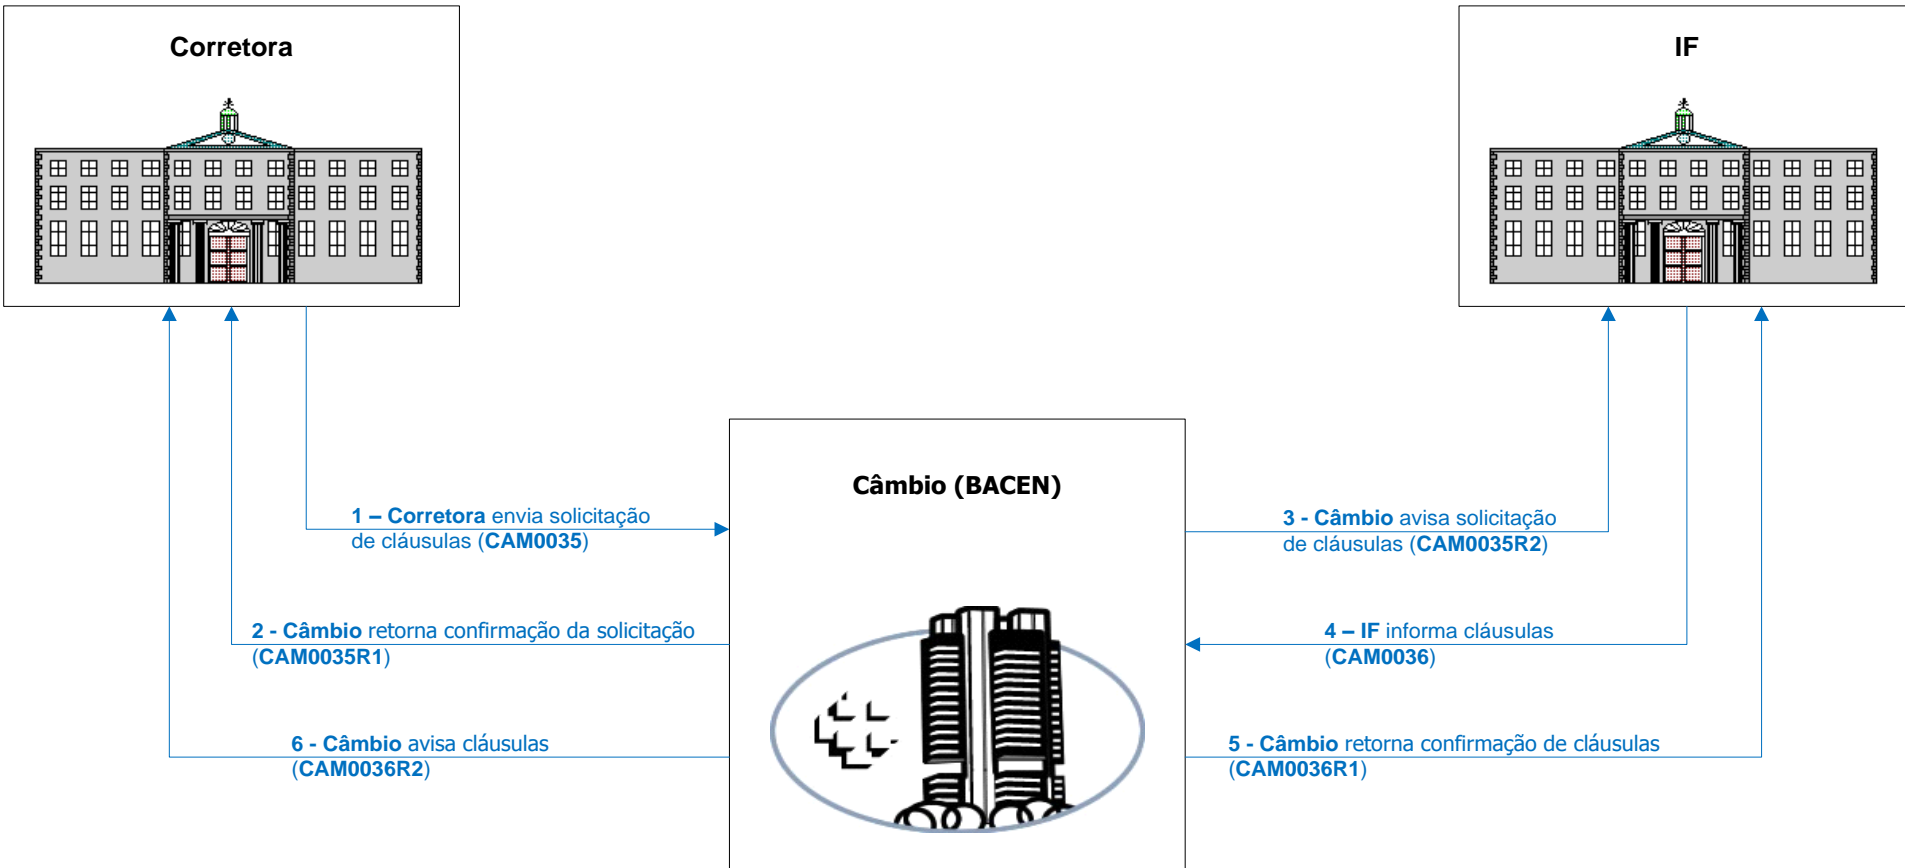 Corretora
IF
Câmbio (BACEN)
1 – Corretora envia solicitação
de cláusulas (CAM0035)
2 - Câmbio retorna confirmação da solicitação
(CAM0035R1)
3 - Câmbio avisa solicitação
de cláusulas (CAM0035R2)
4 – IF informa cláusulas
(CAM0036)
5 - Câmbio retorna confirmação de cláusulas
(CAM0036R1)
6 - Câmbio avisa cláusulas
(CAM0036R2)